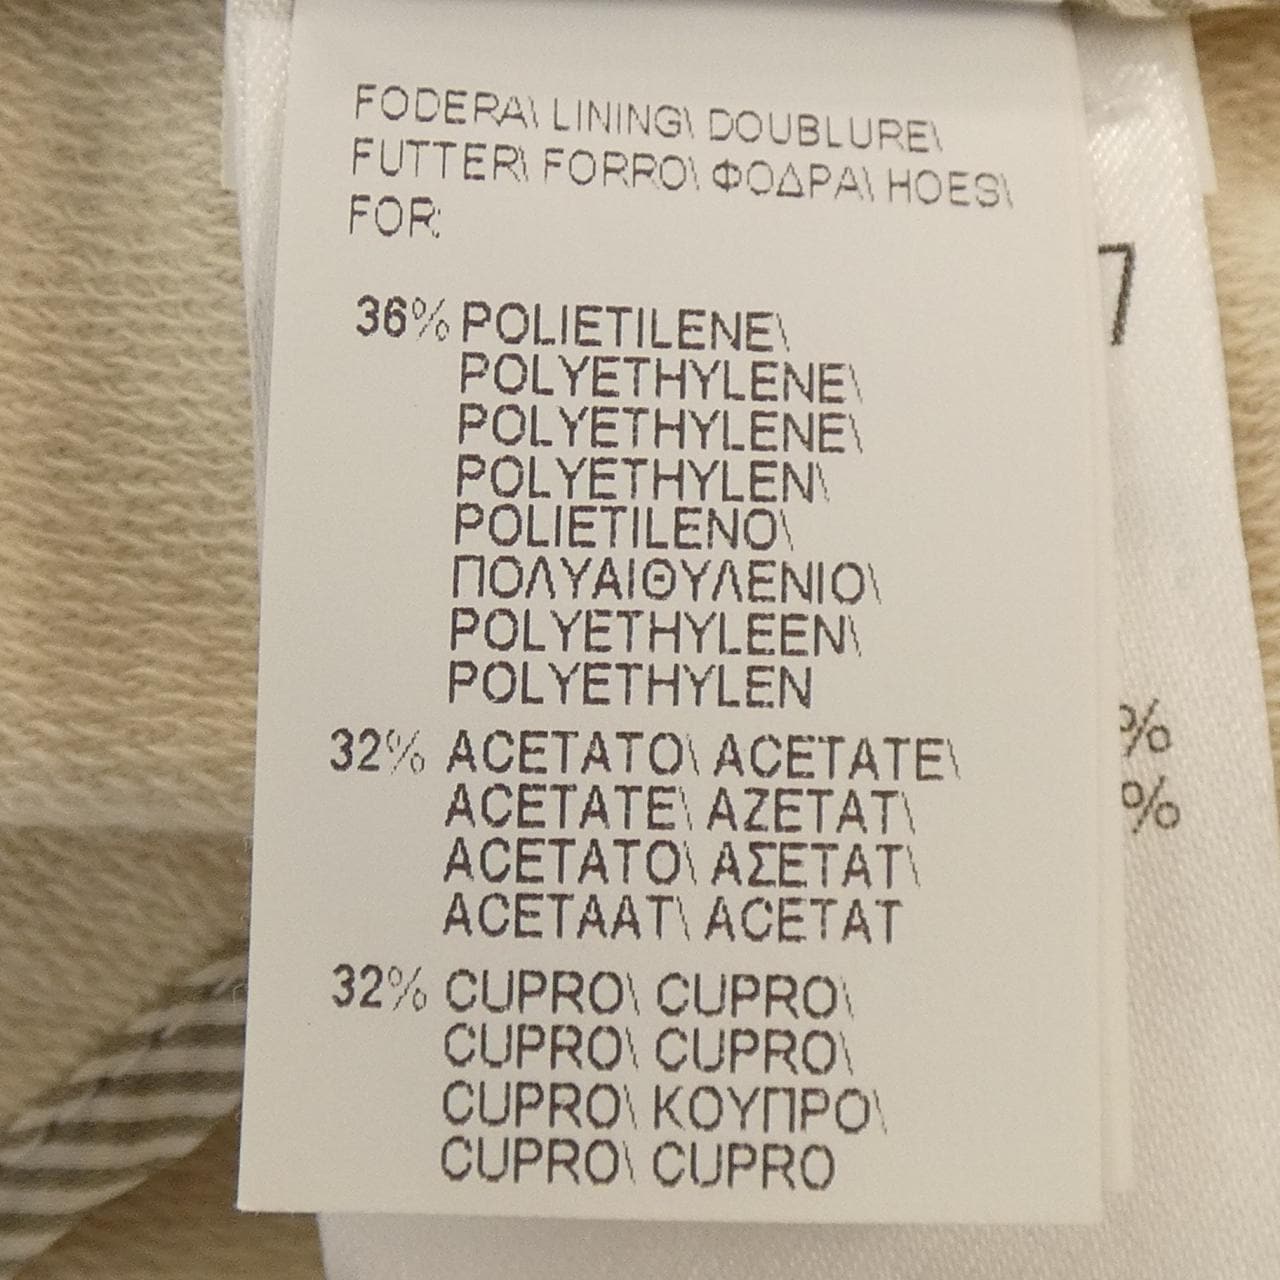 FODERA\ LINING\ DOUBLURE\
FUTTER\ FORRO\ ΦΟΔΡΑ\ HOES\
FOR:
36% POLIETILENE\
POLYETHYLENE\
POLYETHYLENE\
POLYETHYLEN\
POLIETILENO\
ΠΟΛΥΑΙΘΥΛΕΝΙΟ\
POLYETHYLEEN\
POLYETHYLEN
32% ACETATO\ ACETATE\
ACETATE\ AZETAT\
ACETATO\ ΑΣΕΤΑΤ\
ACETAAT\ ACETAT
32% CUPRO\ CUPRO\
CUPRO\ CUPRO\
CUPRO\ ΚΟΥΠΡΟ\
CUPRO\ CUPRO
7
%
%